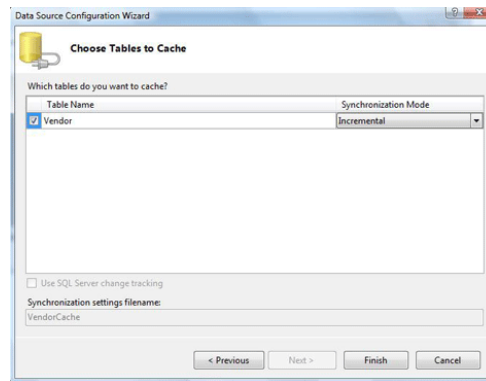 Data Source Configuration Wizard
Choose Tables to Cache
Which tables do you want to cache?
Table Name Synchronization Mode
Vendor Incremental
Use SQL Server change tracking
Synchronization settings filename:
VendorCache
< Previous Next > Finish Cancel